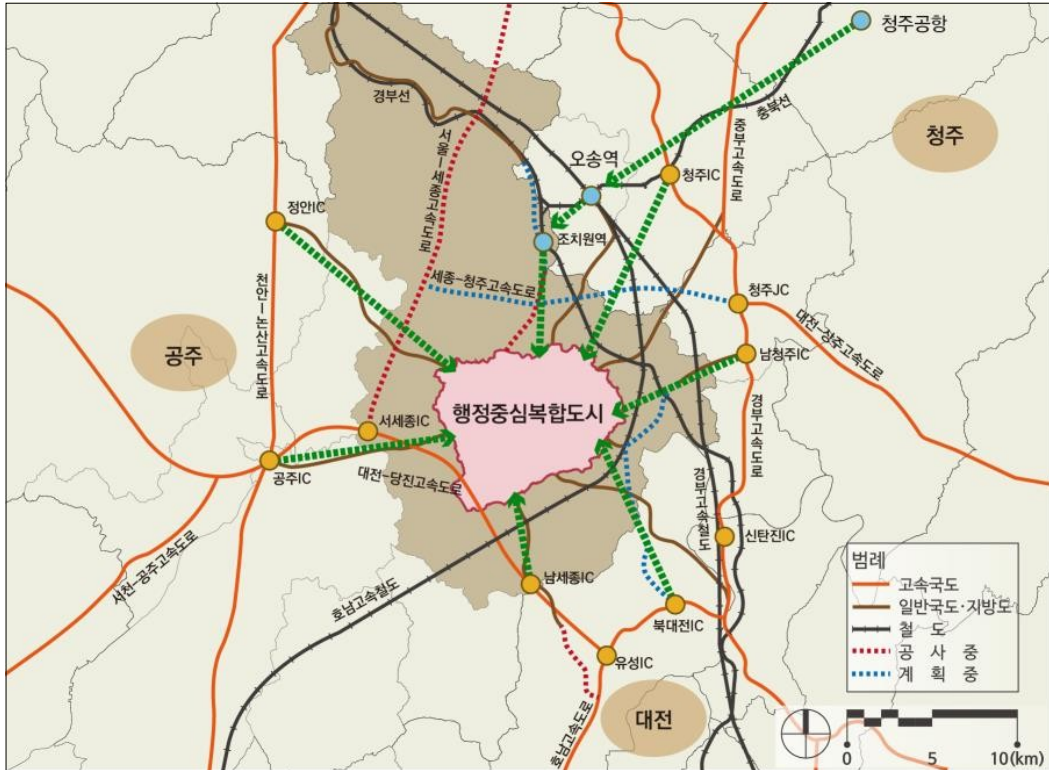 청주공항
경부선
충북선
서울-세종고속도로
중부고속도로
청주
오송역
청주IC
정안IC
조치원역
천안-논산고속도로
세종-청주고속도로
청주JC
대전-상주고속도로
공주
남청주IC
행정중심복합도시
서세종IC
경부고속도로
공주IC
대전-당진고속도로
경부고속철도
서천-공주고속도로
호남고속철도
신탄진IC
남세종IC
북대전IC
유성IC
대전
호남고속도로
범례
고속국도
일반국도·지방도
철 도
공 사 중
계 획 중
0 5 10(km)